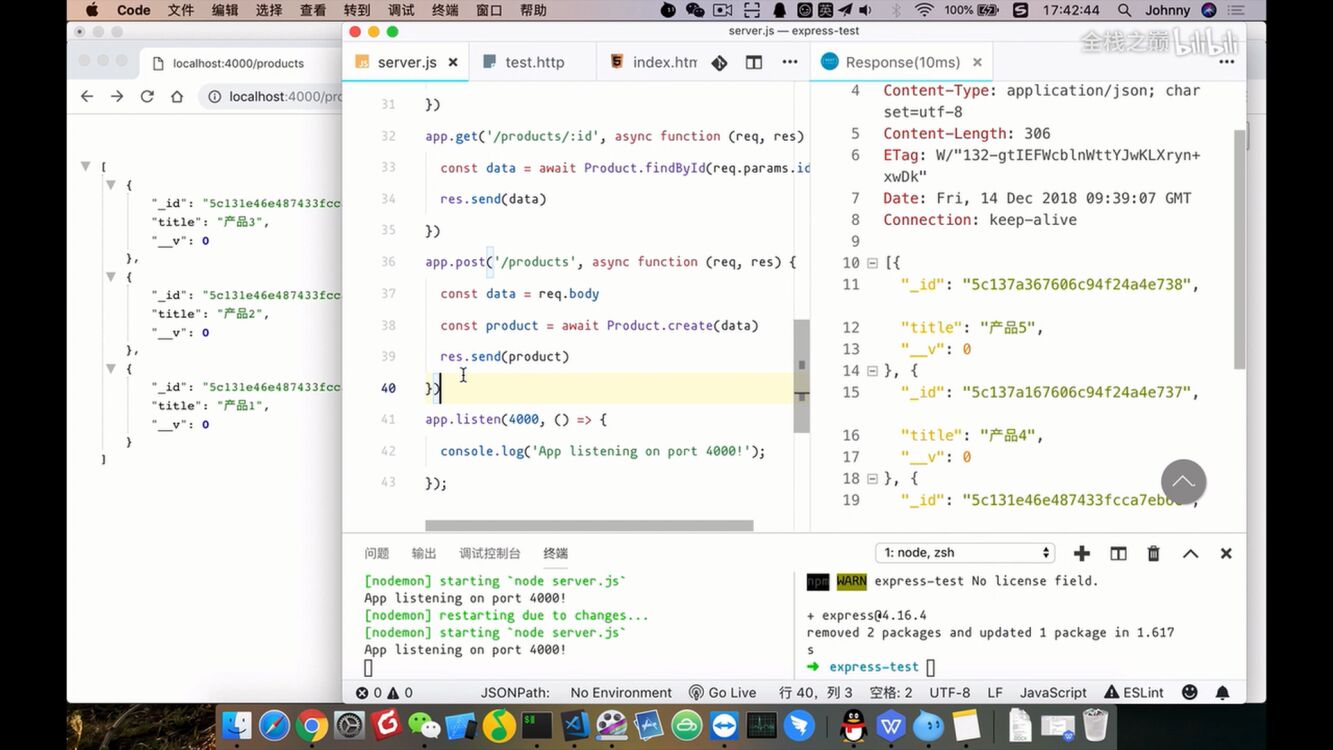 Code 文件 编辑 选择 查看 转到 调试 终端 窗口 帮助 英 100% 17:42:44 Johnny
server.js — express-test
全栈之巅 bilibili
localhost:4000/products
server.js test.http index.htm Response(10ms)
localhost:4000/pro
31 })
32 app.get('/products/:id', async function (req, res)
33 const data = await Product.findById(req.params.id
34 res.send(data)
35 })
36 app.post('/products', async function (req, res) {
37 const data = req.body
38 const product = await Product.create(data)
39 res.send(product)
40 })
41 app.listen(4000, () => {
42 console.log('App listening on port 4000!');
43 });
[
{
"_id": "5c131e46e487433fcc
"title": "产品3",
"__v": 0
},
{
"_id": "5c131e46e487433fcc
"title": "产品2",
"__v": 0
},
{
"_id": "5c131e46e487433fcc
"title": "产品1",
"__v": 0
}
]
4 Content-Type: application/json; char
set=utf-8
5 Content-Length: 306
6 ETag: W/"132-gtIEFWcblnWttYJwKLXryn+
xwDk"
7 Date: Fri, 14 Dec 2018 09:39:07 GMT
8 Connection: keep-alive
9
10 [{
11 "_id": "5c137a367606c94f24a4e738",
12 "title": "产品5",
13 "__v": 0
14 }, {
15 "_id": "5c137a167606c94f24a4e737",
16 "title": "产品4",
17 "__v": 0
18 }, {
19 "_id": "5c131e46e487433fcca7eb
问题 输出 调试控制台 终端 1: node, zsh
[nodemon] starting `node server.js`
App listening on port 4000!
[nodemon] restarting due to changes...
[nodemon] starting `node server.js`
App listening on port 4000!
npm WARN express-test No license field.
+ express@4.16.4
removed 2 packages and updated 1 package in 1.617
s
➜ express-test
0 0 JSONPath: No Environment Go Live 行 40, 列 3 空格: 2 UTF-8 LF JavaScript ESLint